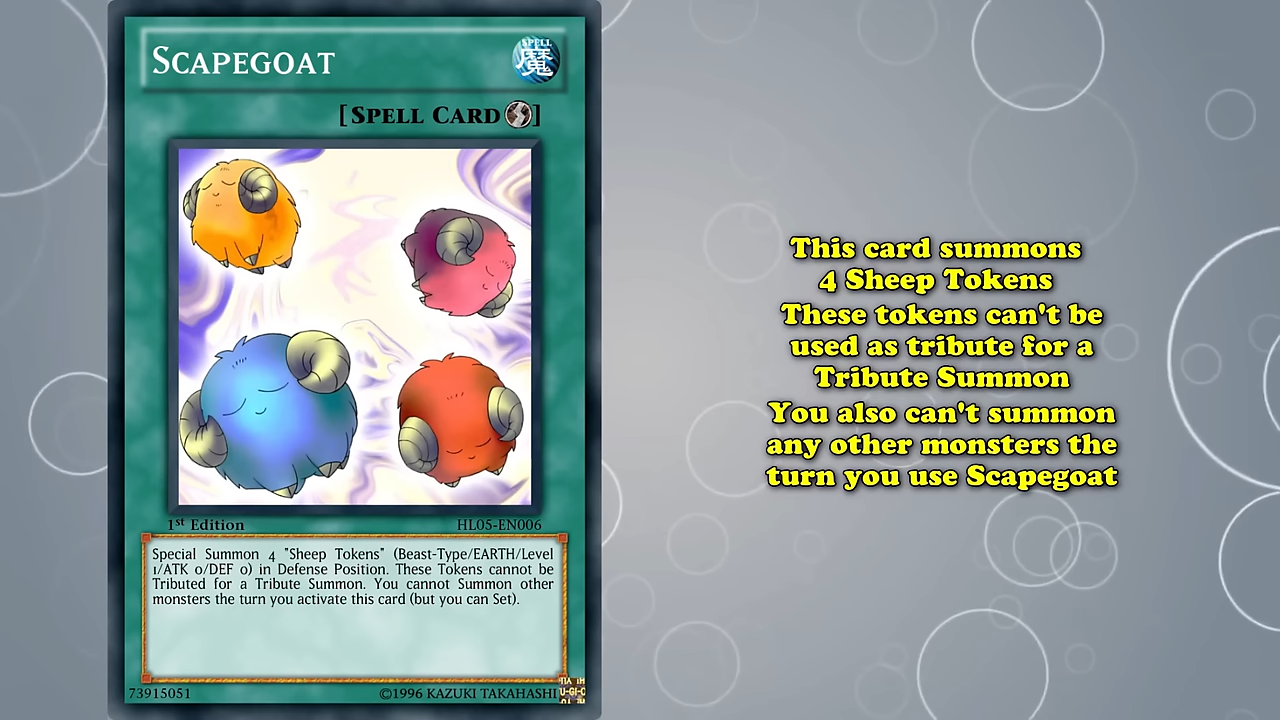 SCAPEGOAT
SPELL
魔
[SPELL CARD]
1st Edition
HL05-EN006
Special Summon 4 "Sheep Tokens" (Beast-Type/EARTH/Level
1/ATK 0/DEF 0) in Defense Position. These Tokens cannot be
Tributed for a Tribute Summon. You cannot Summon other
monsters the turn you activate this card (but you can Set).
73915051
©1996 KAZUKI TAKAHASHI
This card summons
4 Sheep Tokens
These tokens can't be
used as tribute for a
Tribute Summon
You also can't summon
any other monsters the
turn you use Scapegoat